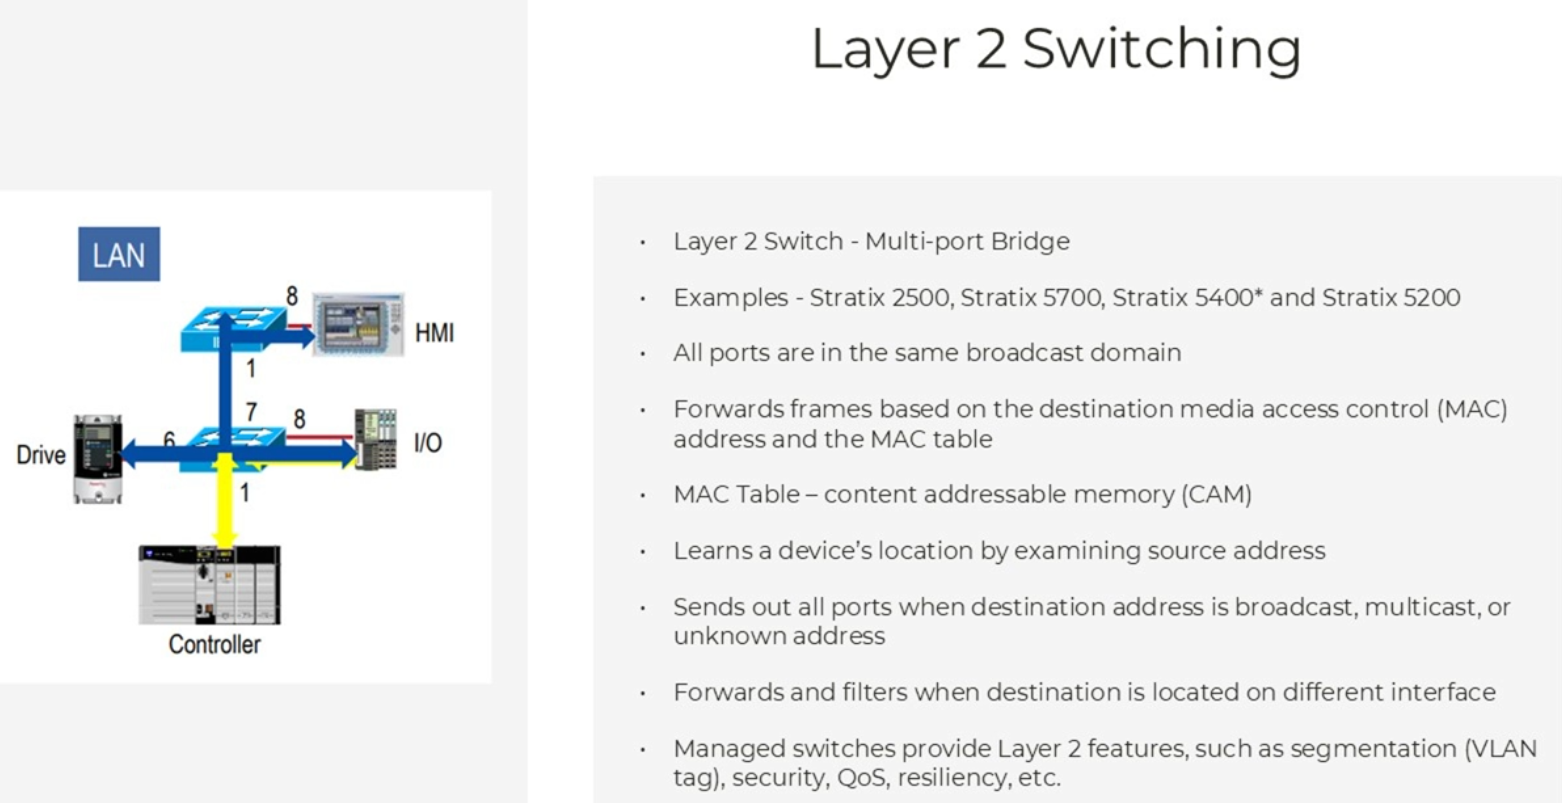 Layer 2 Switching
LAN
8
HMI
1
7
8
6
Drive
I/O
1
Controller
• Layer 2 Switch - Multi-port Bridge
• Examples - Stratix 2500, Stratix 5700, Stratix 5400* and Stratix 5200
• All ports are in the same broadcast domain
• Forwards frames based on the destination media access control (MAC)
address and the MAC table
• MAC Table – content addressable memory (CAM)
• Learns a device’s location by examining source address
• Sends out all ports when destination address is broadcast, multicast, or
unknown address
• Forwards and filters when destination is located on different interface
• Managed switches provide Layer 2 features, such as segmentation (VLAN
tag), security, QoS, resiliency, etc.